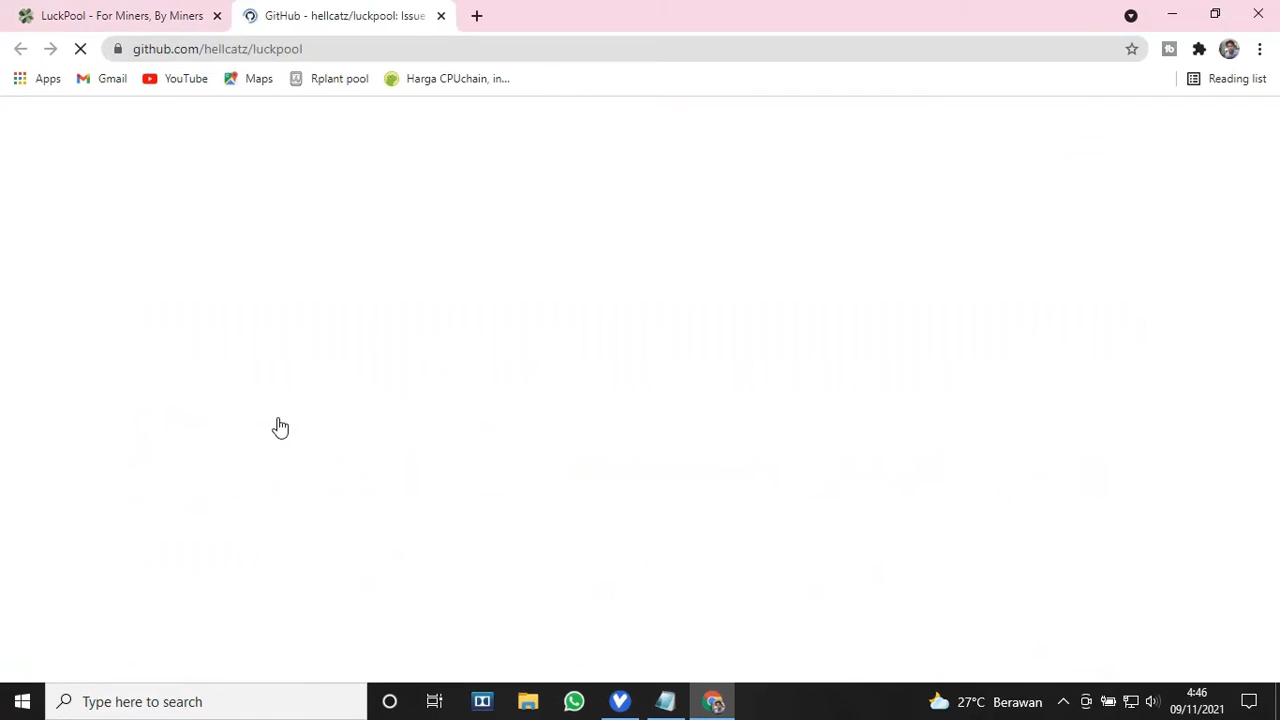 LuckPool - For Miners, By Miners
GitHub - hellcatz/luckpool: Issue
github.com/hellcatz/luckpool
Apps
Gmail
YouTube
Maps
Rplant pool
Harga CPUchain, in...
Reading list
Type here to search
27°C Berawan
4:46
09/11/2021